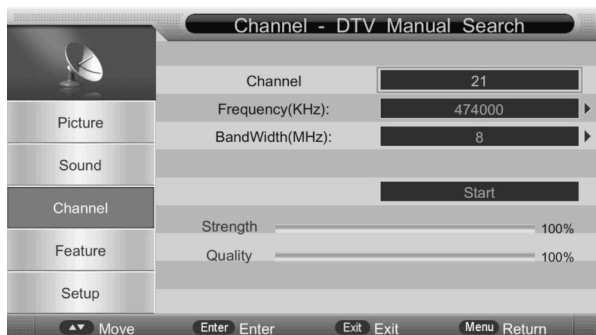 Channel - DTV Manual Search
Channel 21
Frequency(KHz): 474000
BandWidth(MHz): 8
Start
Strength 100%
Quality 100%
Picture
Sound
Channel
Feature
Setup
Move Enter Enter Exit Exit Menu Return